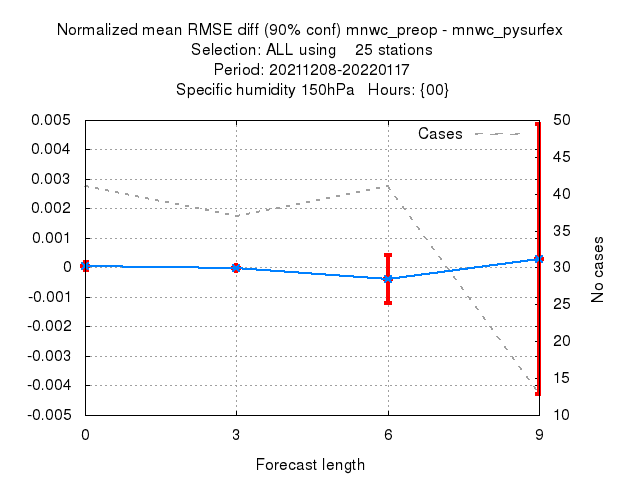 Normalized mean RMSE diff (90% conf) mnwc_preop - mnwc_pysurfex
Selection: ALL using    25 stations
Period: 20211208-20220117
Specific humidity 150hPa   Hours: {00}
Cases
0.005
0.004
0.003
0.002
0.001
0
-0.001
-0.002
-0.003
-0.004
-0.005
50
45
40
35
30
25
20
15
10
No cases
0 3 6 9
Forecast length